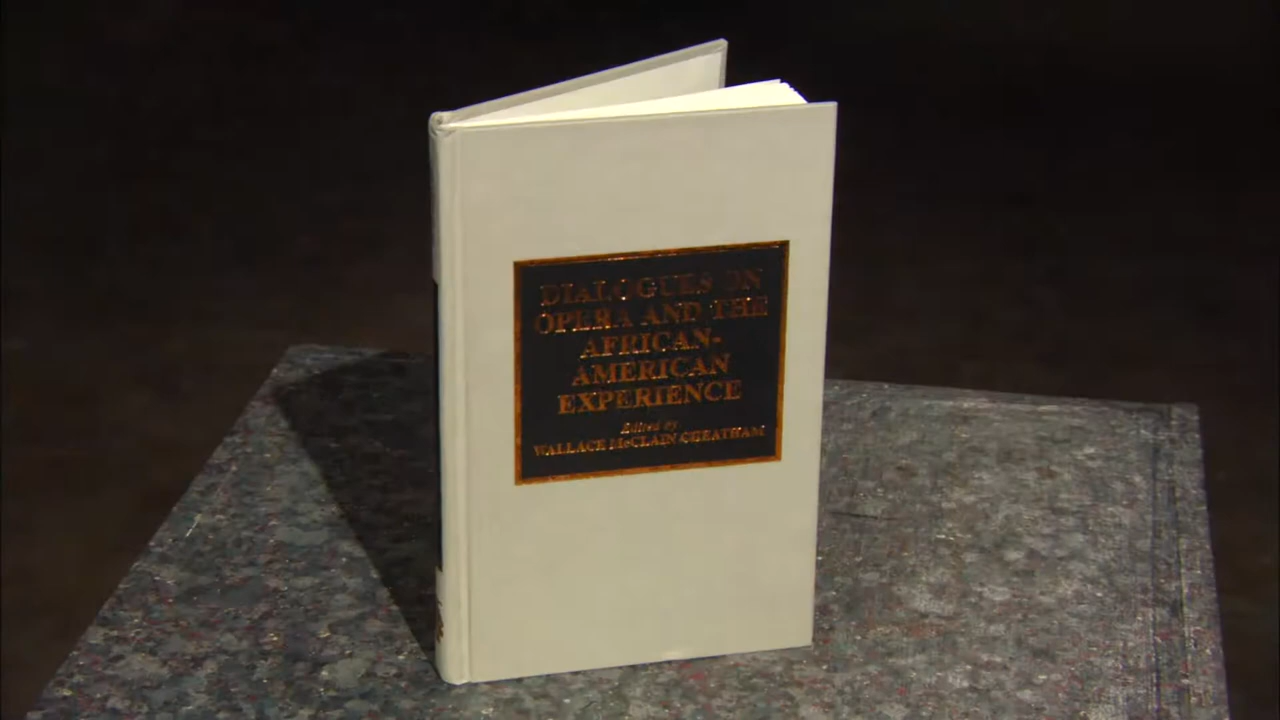 DIALOGUES ON
OPERA AND THE
AFRICAN-
AMERICAN
EXPERIENCE
Edited by
WALLACE McCLAIN CHEATHAM